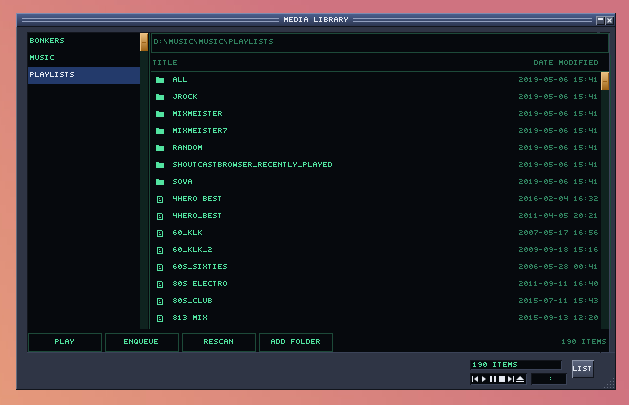 MEDIA LIBRARY
BONKERS
MUSIC
PLAYLISTS
D:\MUSIC\MUSIC\PLAYLISTS
TITLE DATE MODIFIED
ALL 2019-05-06 15:41
JROCK 2019-05-06 15:41
MIXMEISTER 2019-05-06 15:41
MIXMEISTER7 2019-05-06 15:41
RANDOM 2019-05-06 15:41
SHOUTCASTBROWSER_RECENTLY_PLAYED 2019-05-06 15:41
SOVA 2019-05-06 15:41
4HERO BEST 2016-02-04 16:32
4HERO_BEST 2011-04-05 20:21
60_KLK 2007-05-17 16:56
60_KLK_2 2009-09-18 15:16
60S_SIXTIES 2006-05-28 00:41
80S ELECTRO 2011-09-11 16:40
80S_CLUB 2015-07-11 15:43
813 MIX 2015-09-13 12:20
PLAY ENQUEUE RESCAN ADD FOLDER 190 ITEMS
190 ITEMS
LIST
: